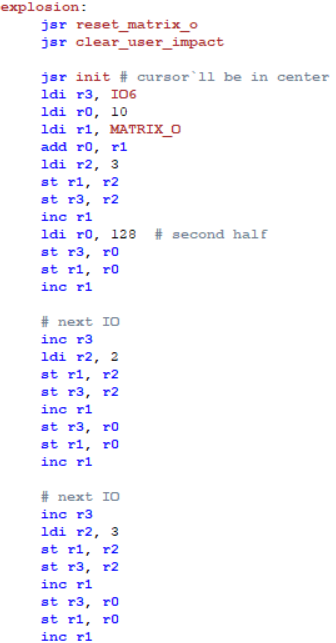 explosion:
jsr reset_matrix_o
jsr clear_user_impact
jsr init # cursor`ll be in center
ldi r3, IO6
ldi r0, 10
ldi r1, MATRIX_O
add r0, r1
ldi r2, 3
st r1, r2
st r3, r2
inc r1
ldi r0, 128 # second half
st r3, r0
st r1, r0
inc r1
# next IO
inc r3
ldi r2, 2
st r1, r2
st r3, r2
inc r1
st r3, r0
st r1, r0
inc r1
# next IO
inc r3
ldi r2, 3
st r1, r2
st r3, r2
inc r1
st r3, r0
st r1, r0
inc r1